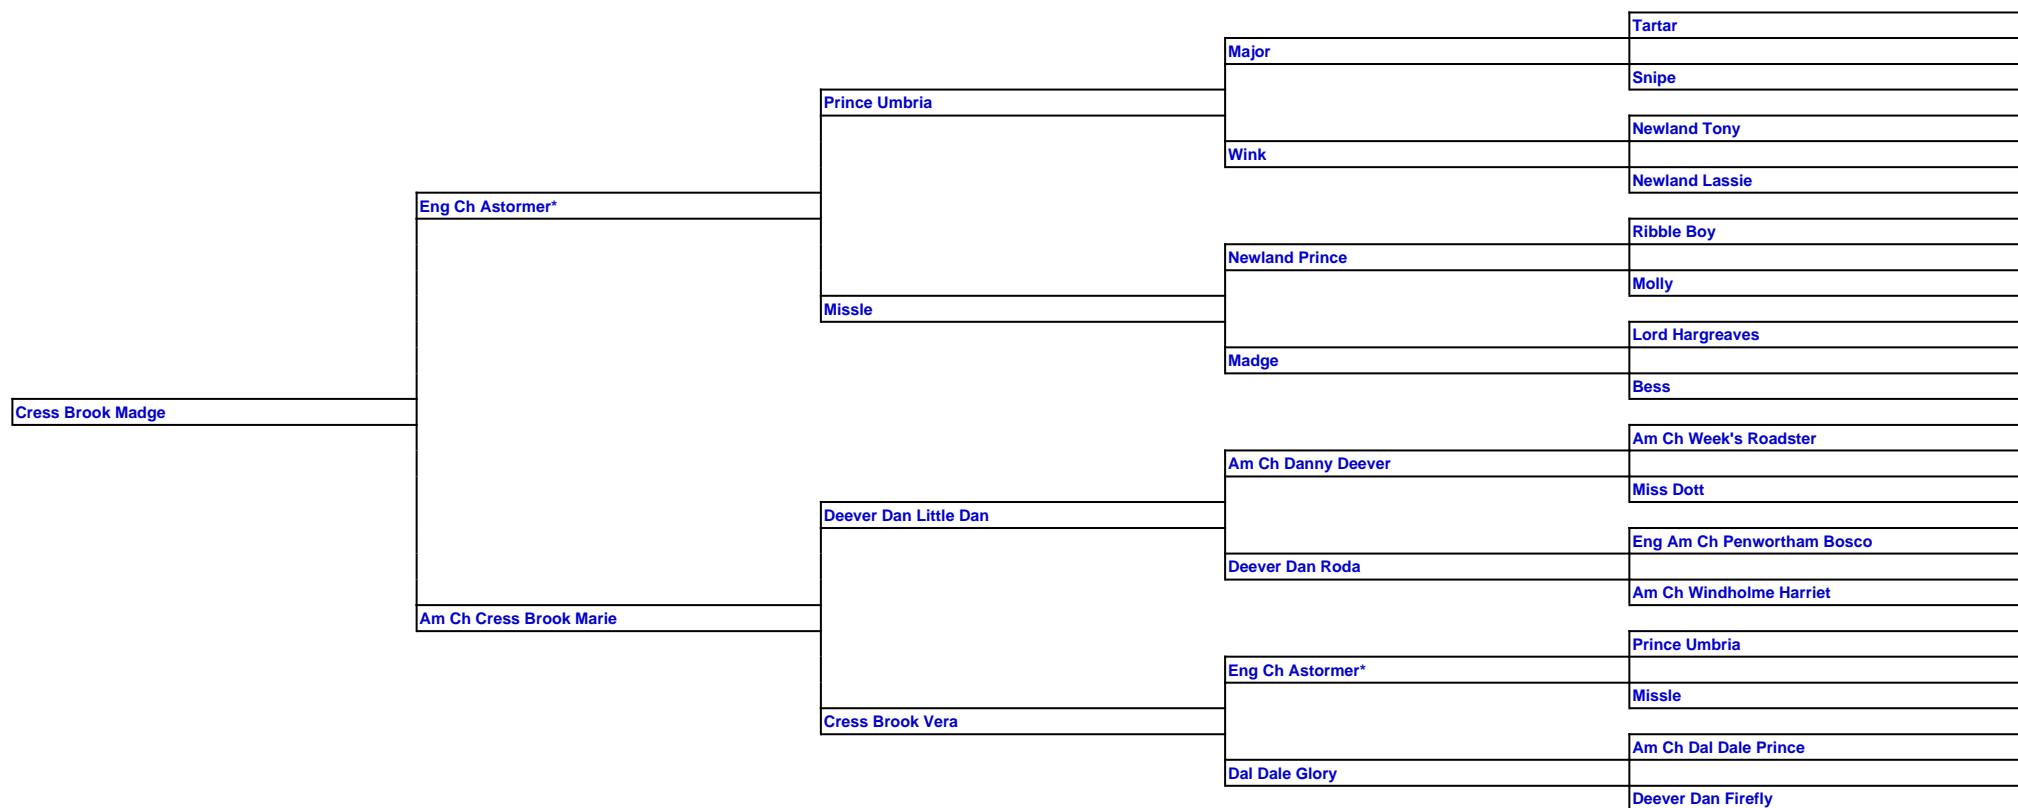 Tartar
Major
Snipe
Prince Umbria
Newland Tony
Wink
Newland Lassie
Eng Ch Astormer*
Ribble Boy
Newland Prince
Molly
Missle
Lord Hargreaves
Madge
Bess
Cress Brook Madge
Am Ch Week's Roadster
Am Ch Danny Deever
Miss Dott
Deever Dan Little Dan
Eng Am Ch Penwortham Bosco
Deever Dan Roda
Am Ch Windholme Harriet
Am Ch Cress Brook Marie
Prince Umbria
Eng Ch Astormer*
Missle
Cress Brook Vera
Am Ch Dal Dale Prince
Dal Dale Glory
Deever Dan Firefly